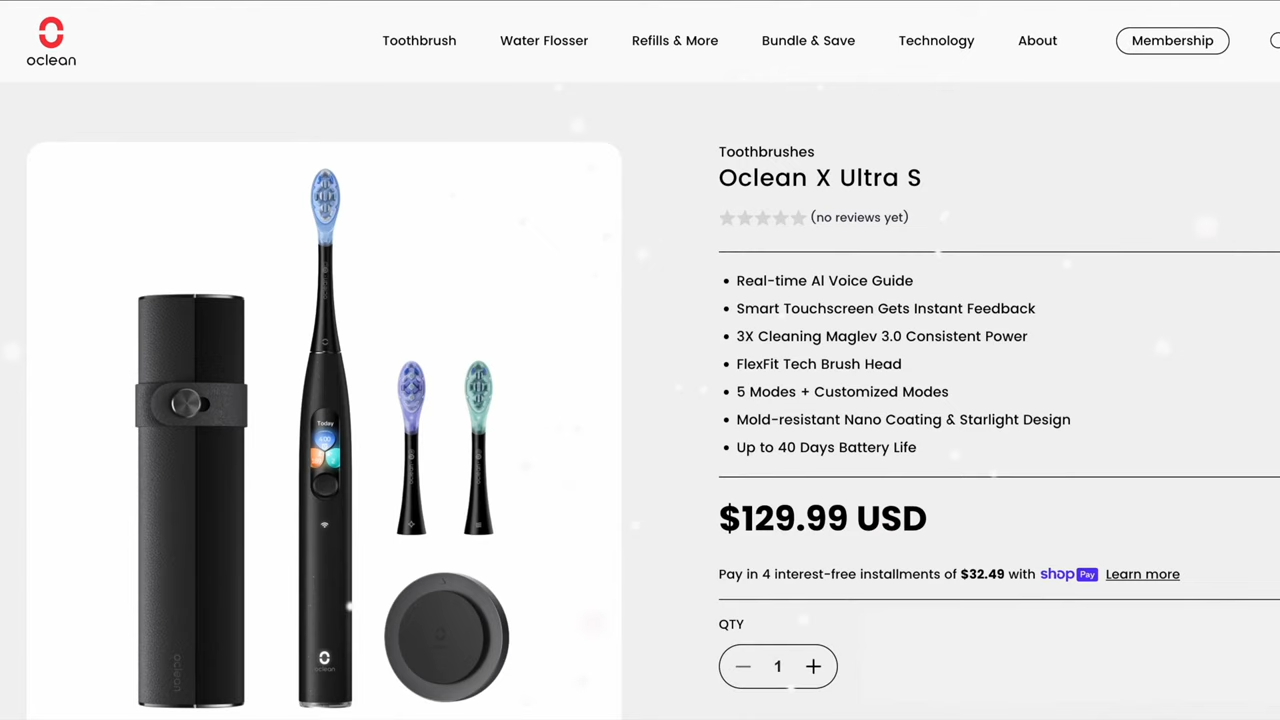 oclean
Toothbrush
Water Flosser
Refills & More
Bundle & Save
Technology
About
Membership
Toothbrushes
Oclean X Ultra S
(no reviews yet)
Real-time AI Voice Guide
Smart Touchscreen Gets Instant Feedback
3X Cleaning Maglev 3.0 Consistent Power
FlexFit Tech Brush Head
5 Modes + Customized Modes
Mold-resistant Nano Coating & Starlight Design
Up to 40 Days Battery Life
$129.99 USD
Pay in 4 interest-free installments of $32.49 with shop Pay Learn more
QTY
1
Today
oclean
oclean